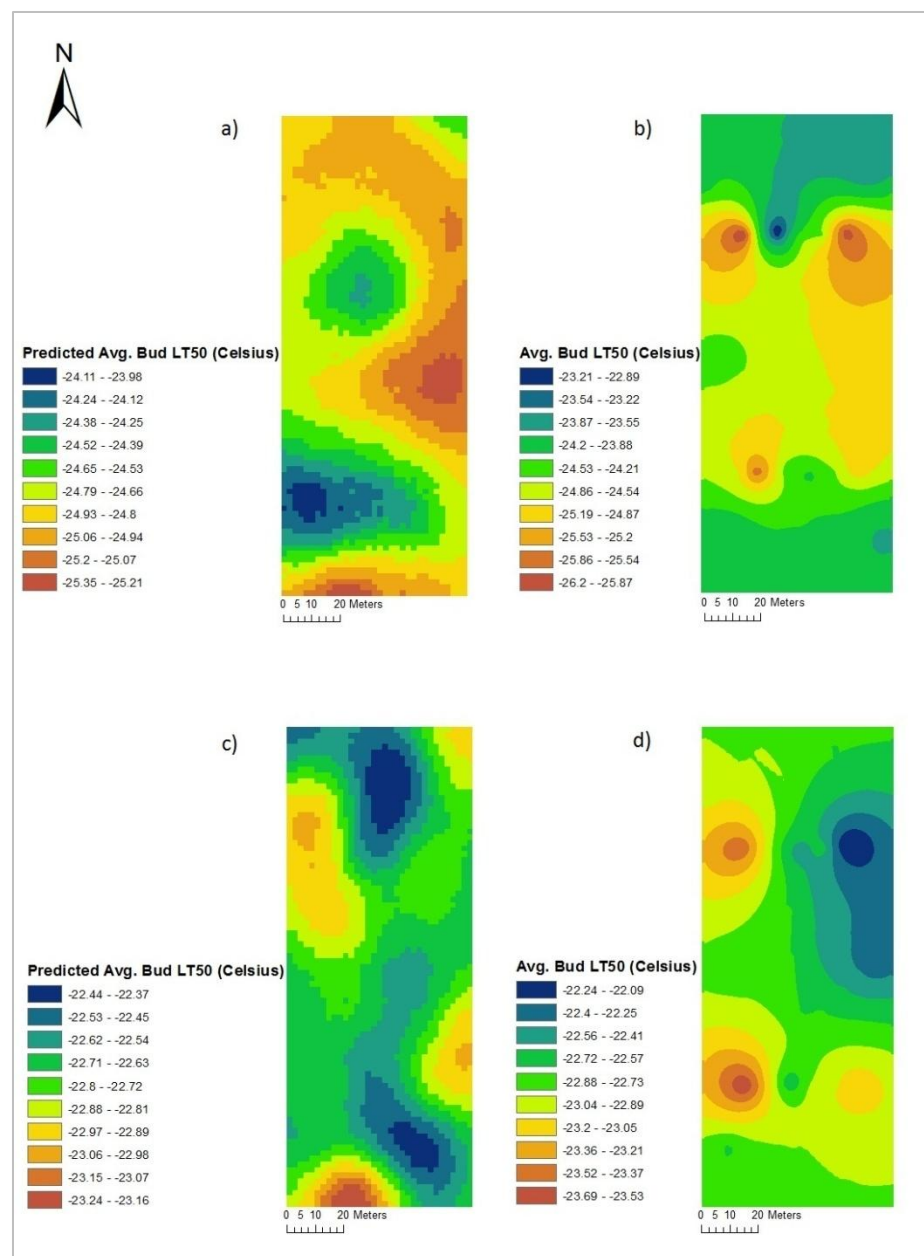 N
a)
b)
Predicted Avg. Bud LT50 (Celsius)
-24.11 - -23.98
-24.24 - -24.12
-24.38 - -24.25
-24.52 - -24.39
-24.65 - -24.53
-24.79 - -24.66
-24.93 - -24.8
-25.06 - -24.94
-25.2 - -25.07
-25.35 - -25.21
0 5 10 20 Meters
Avg. Bud LT50 (Celsius)
-23.21 - -22.89
-23.54 - -23.22
-23.87 - -23.55
-24.2 - -23.88
-24.53 - -24.21
-24.86 - -24.54
-25.19 - -24.87
-25.53 - -25.2
-25.86 - -25.54
-26.2 - -25.87
0 5 10 20 Meters
c)
d)
Predicted Avg. Bud LT50 (Celsius)
-22.44 - -22.37
-22.53 - -22.45
-22.62 - -22.54
-22.71 - -22.63
-22.8 - -22.72
-22.88 - -22.81
-22.97 - -22.89
-23.06 - -22.98
-23.15 - -23.07
-23.24 - -23.16
0 5 10 20 Meters
Avg. Bud LT50 (Celsius)
-22.24 - -22.09
-22.4 - -22.25
-22.56 - -22.41
-22.72 - -22.57
-22.88 - -22.73
-23.04 - -22.89
-23.2 - -23.05
-23.36 - -23.21
-23.52 - -23.37
-23.69 - -23.53
0 5 10 20 Meters